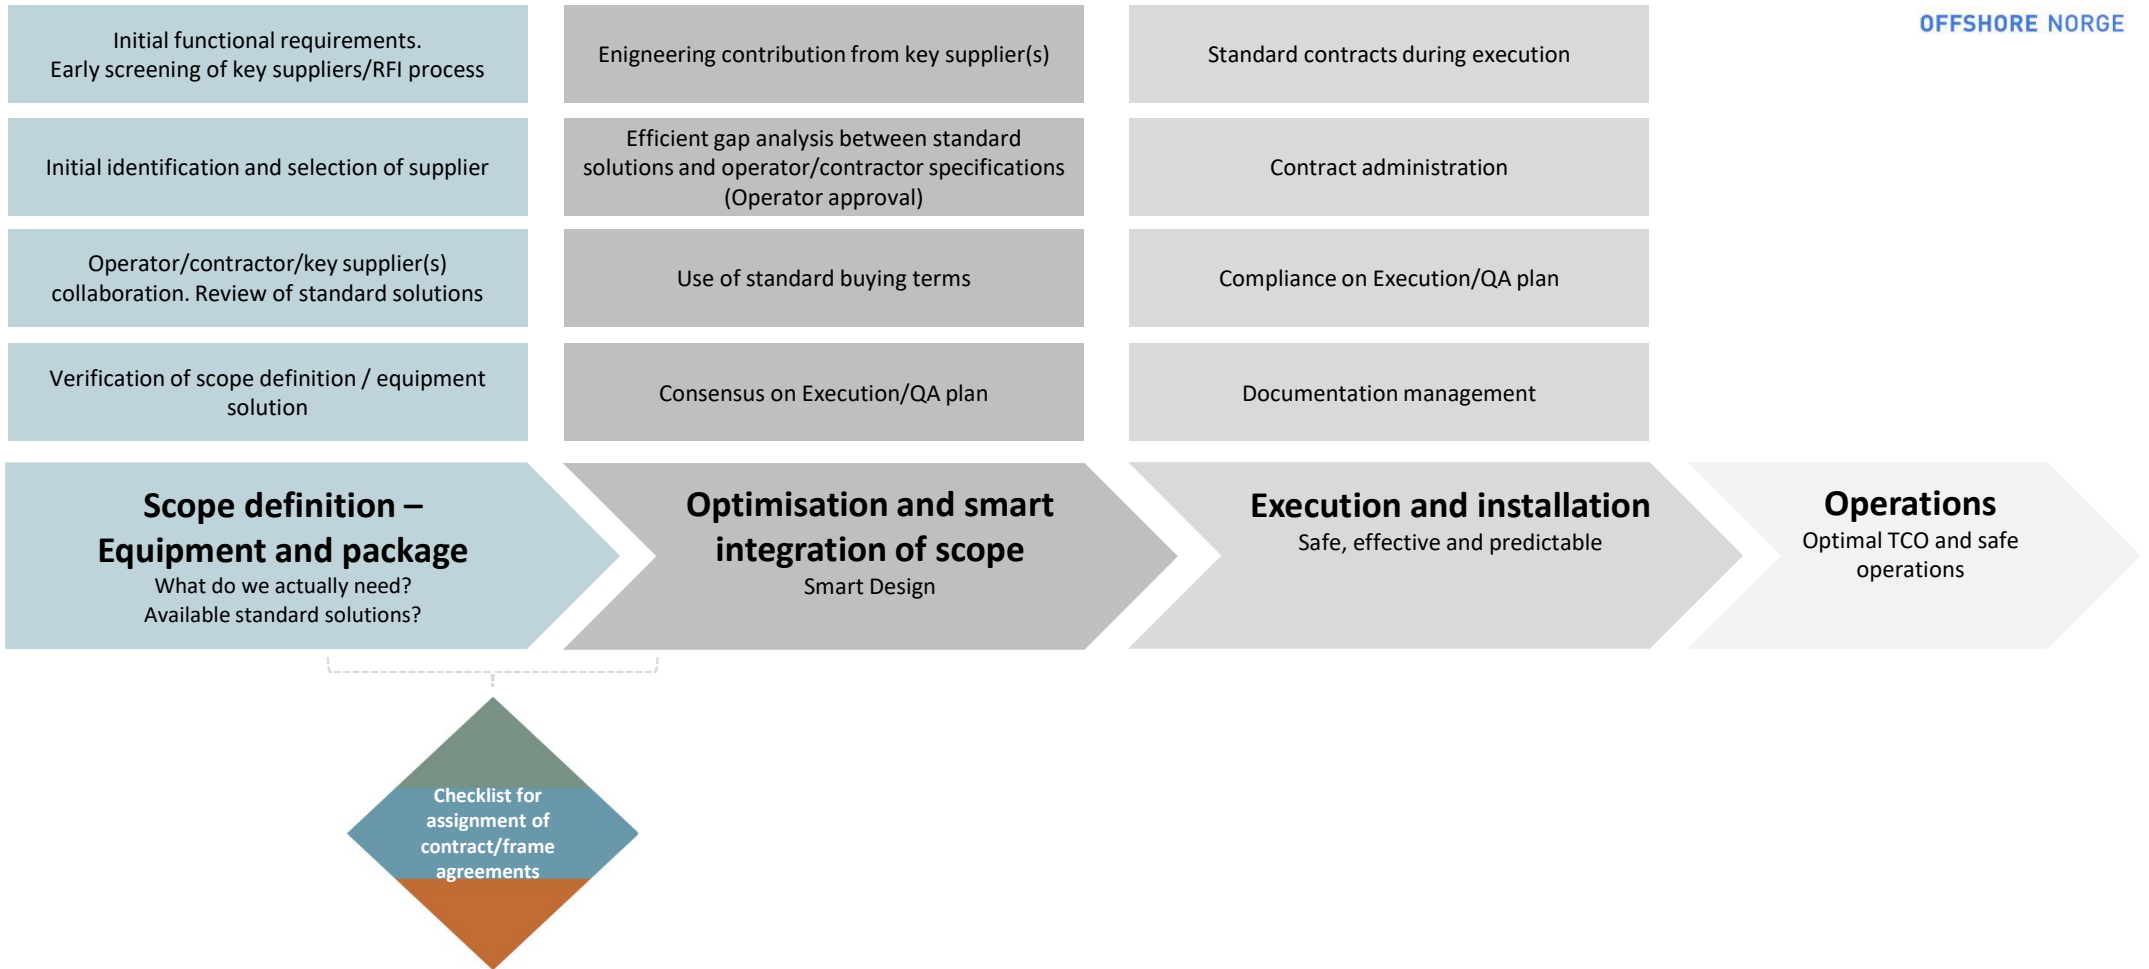 OFFSHORE NORGE
Initial functional requirements.
Early screening of key suppliers/RFI process
Initial identification and selection of supplier
Operator/contractor/key supplier(s)
collaboration. Review of standard solutions
Verification of scope definition / equipment
solution
Enigneering contribution from key supplier(s)
Efficient gap analysis between standard
solutions and operator/contractor specifications
(Operator approval)
Use of standard buying terms
Consensus on Execution/QA plan
Standard contracts during execution
Contract administration
Compliance on Execution/QA plan
Documentation management
Scope definition –
Equipment and package
What do we actually need?
Available standard solutions?
Optimisation and smart
integration of scope
Smart Design
Execution and installation
Safe, effective and predictable
Operations
Optimal TCO and safe
operations
Checklist for
assignment of
contract/frame
agreements